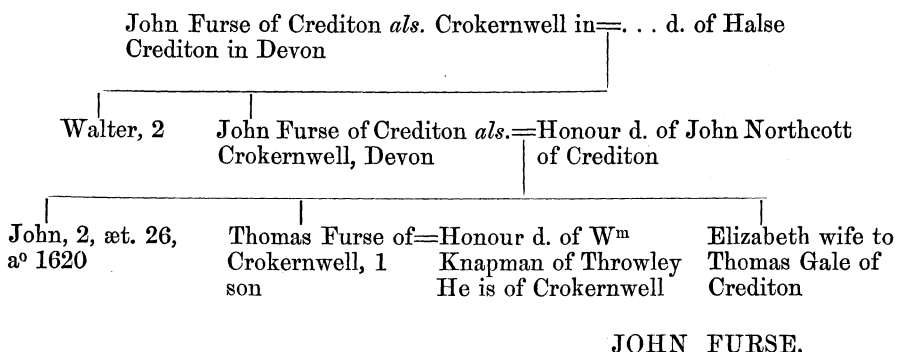 John Furse of Crediton als. Crokernwell in=. . . d. of Halse
Crediton in Devon
Walter, 2
John Furse of Crediton als.=Honour d. of John Northcott
Crokernwell, Devon
of Crediton
John, 2, æt. 26,
aº 1620
Thomas Furse of=Honour d. of Wᵐ
Crokernwell, 1
son
Knapman of Throwley
He is of Crokernwell
Elizabeth wife to
Thomas Gale of
Crediton
JOHN FURSE.